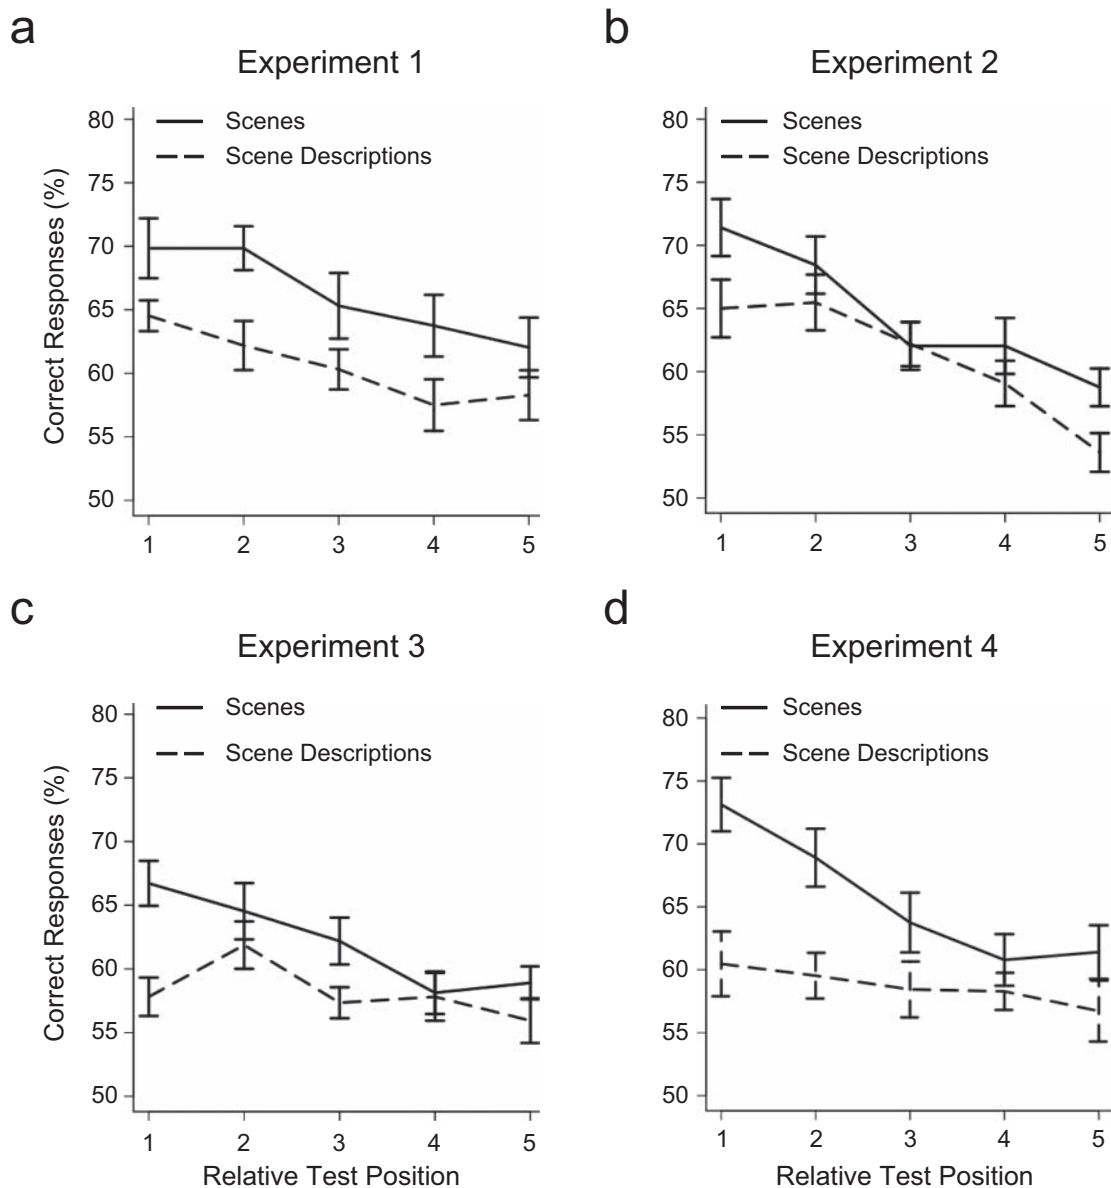 a
b
Experiment 1
Experiment 2
80
75
70
65
60
55
50
Correct Responses (%)
Scenes
Scene Descriptions
1 2 3 4 5
80
75
70
65
60
55
50
Scenes
Scene Descriptions
1 2 3 4 5
c
d
Experiment 3
Experiment 4
80
75
70
65
60
55
50
Correct Responses (%)
Scenes
Scene Descriptions
1 2 3 4 5
Relative Test Position
80
75
70
65
60
55
50
Scenes
Scene Descriptions
1 2 3 4 5
Relative Test Position